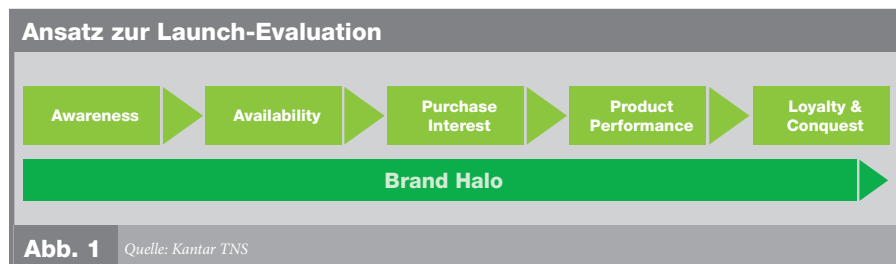 Ansatz zur Launch-Evaluation
Awareness
Availability
Purchase
Interest
Product
Performance
Loyalty &
Conquest
Brand Halo
Abb. 1 Quelle: Kantar TNS